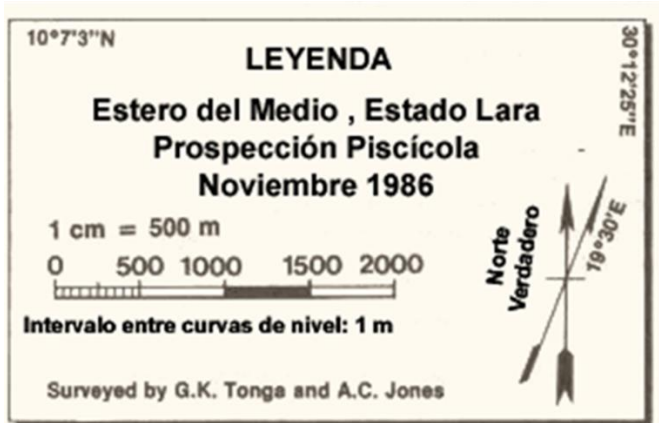 10°7'3"N
30°12'25"E
LEYENDA
Estero del Medio , Estado Lara
Prospección Piscícola
Noviembre 1986
1 cm = 500 m
0 500 1000 1500 2000
Intervalo entre curvas de nivel: 1 m
Surveyed by G.K. Tonga and A.C. Jones
Norte
Verdadero
19°30'E